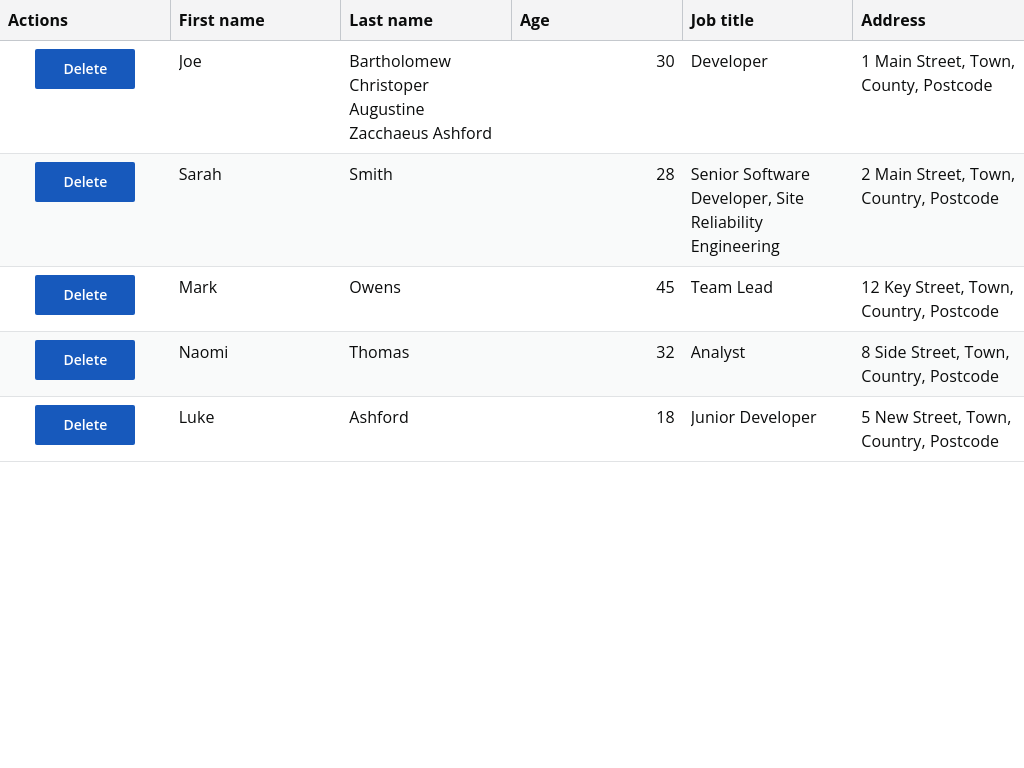 Actions First name Last name Age Job title Address
Delete Joe Bartholomew 30 Developer 1 Main Street, Town,
Christoper County, Postcode
Augustine
Zacchaeus Ashford
Delete Sarah Smith 28 Senior Software 2 Main Street, Town,
Developer, Site Country, Postcode
Reliability
Engineering
Delete Mark Owens 45 Team Lead 12 Key Street, Town,
Country, Postcode
Delete Naomi Thomas 32 Analyst 8 Side Street, Town,
Country, Postcode
Delete Luke Ashford 18 Junior Developer 5 New Street, Town,
Country, Postcode